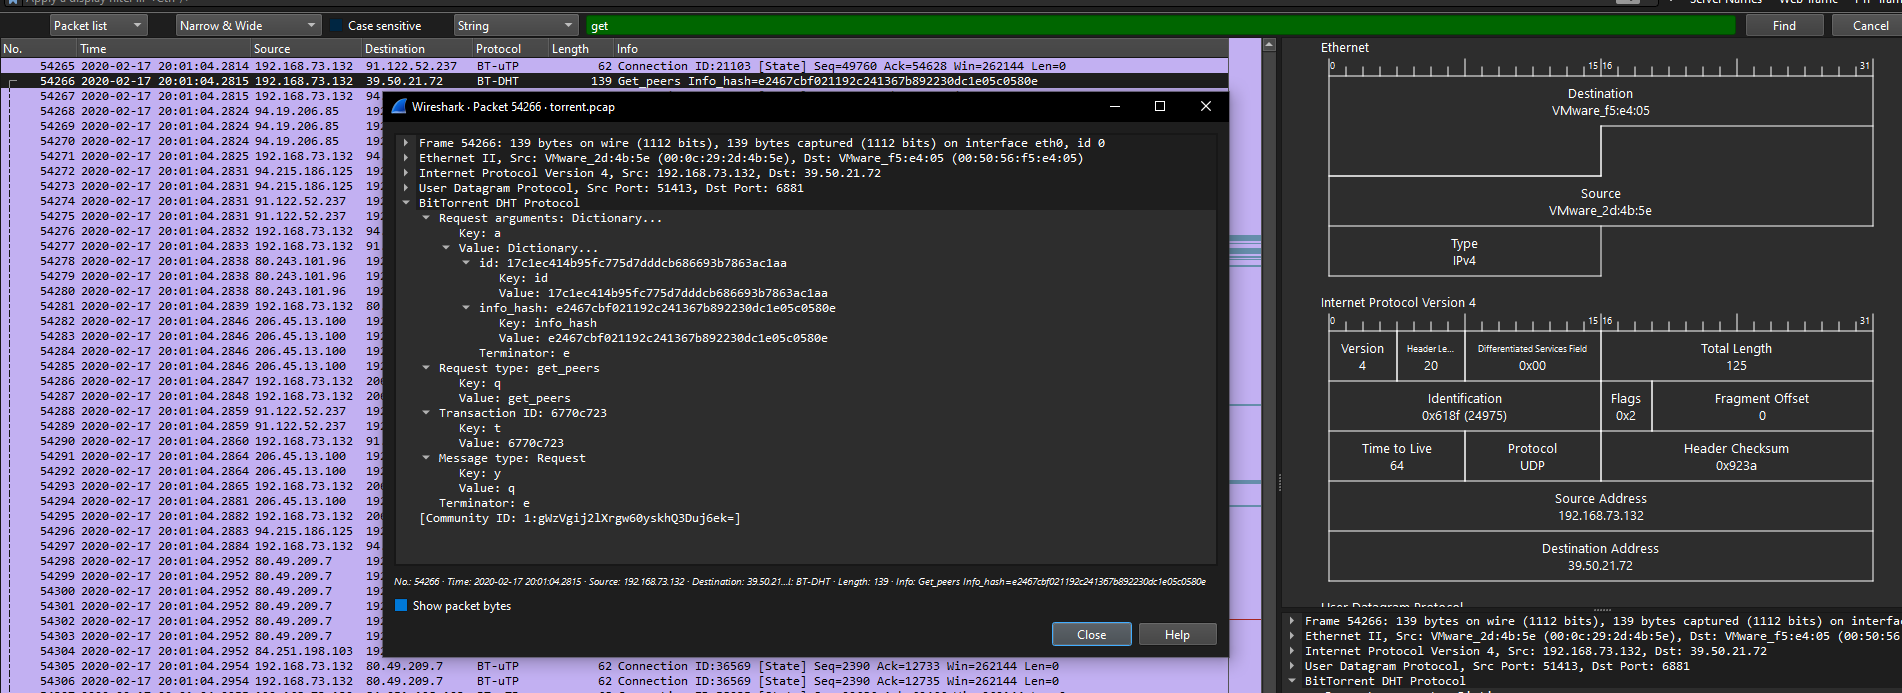 Apply a display filter ... <Ctrl-/>
Server Names
Packet list
Narrow & Wide
Case sensitive
String
get
Find
Cancel
No. Time Source Destination Protocol Length Info
54265 2020-02-17 20:01:04.2814 192.168.73.132 91.122.52.237 BT-uTP 62 Connection ID:21103 [State] Seq=49760 Ack=54628 Win=262144 Len=0
54266 2020-02-17 20:01:04.2815 192.168.73.132 39.50.21.72 BT-DHT 139 Get_peers Info_hash=e2467cbf021192c241367b892230dc1e05c0580e
54267 2020-02-17 20:01:04.2815 192.168.73.132 94
54268 2020-02-17 20:01:04.2824 94.19.206.85 192
54269 2020-02-17 20:01:04.2824 94.19.206.85 192
54270 2020-02-17 20:01:04.2824 94.19.206.85 192
54271 2020-02-17 20:01:04.2825 192.168.73.132 94
54272 2020-02-17 20:01:04.2831 94.215.186.125 192
54273 2020-02-17 20:01:04.2831 94.215.186.125 192
54274 2020-02-17 20:01:04.2831 91.122.52.237 192
54275 2020-02-17 20:01:04.2831 91.122.52.237 192
54276 2020-02-17 20:01:04.2832 192.168.73.132 94
54277 2020-02-17 20:01:04.2833 192.168.73.132 91
54278 2020-02-17 20:01:04.2838 80.243.101.96 192
54279 2020-02-17 20:01:04.2838 80.243.101.96 192
54280 2020-02-17 20:01:04.2838 80.243.101.96 192
54281 2020-02-17 20:01:04.2839 192.168.73.132 80
54282 2020-02-17 20:01:04.2846 206.45.13.100 192
54283 2020-02-17 20:01:04.2846 206.45.13.100 192
54284 2020-02-17 20:01:04.2846 206.45.13.100 192
54285 2020-02-17 20:01:04.2846 206.45.13.100 192
54286 2020-02-17 20:01:04.2847 192.168.73.132 206
54287 2020-02-17 20:01:04.2848 192.168.73.132 206
54288 2020-02-17 20:01:04.2859 91.122.52.237 192
54289 2020-02-17 20:01:04.2859 91.122.52.237 192
54290 2020-02-17 20:01:04.2860 192.168.73.132 91
54291 2020-02-17 20:01:04.2864 206.45.13.100 192
54292 2020-02-17 20:01:04.2864 206.45.13.100 192
54293 2020-02-17 20:01:04.2865 192.168.73.132 206
54294 2020-02-17 20:01:04.2881 206.45.13.100 192
54295 2020-02-17 20:01:04.2882 192.168.73.132 206
54296 2020-02-17 20:01:04.2883 94.215.186.125 192
54297 2020-02-17 20:01:04.2884 192.168.73.132 94
54298 2020-02-17 20:01:04.2952 80.49.209.7 192
54299 2020-02-17 20:01:04.2952 80.49.209.7 192
54300 2020-02-17 20:01:04.2952 80.49.209.7 192
54301 2020-02-17 20:01:04.2952 80.49.209.7 192
54302 2020-02-17 20:01:04.2952 80.49.209.7 192
54303 2020-02-17 20:01:04.2952 80.49.209.7 192
54304 2020-02-17 20:01:04.2952 84.251.198.103 192
54305 2020-02-17 20:01:04.2954 192.168.73.132 80.49.209.7 BT-uTP 62 Connection ID:36569 [State] Seq=2390 Ack=12733 Win=262144 Len=0
54306 2020-02-17 20:01:04.2954 192.168.73.132 80.49.209.7 BT-uTP 62 Connection ID:36569 [State] Seq=2390 Ack=12733 Win=262144 Len=0
Wireshark · Packet 54266 · torrent.pcap
Frame 54266: 139 bytes on wire (1112 bits), 139 bytes captured (1112 bits) on interface eth0, id 0
Ethernet II, Src: VMware_2d:4b:5e (00:0c:29:2d:4b:5e), Dst: VMware_f5:e4:05 (00:50:56:f5:e4:05)
Internet Protocol Version 4, Src: 192.168.73.132, Dst: 39.50.21.72
User Datagram Protocol, Src Port: 51413, Dst Port: 6881
BitTorrent DHT Protocol
Request arguments: Dictionary...
Key: a
Value: Dictionary...
id: 17c1ec414b95fc775d7dddcb686693b7863ac1aa
Key: id
Value: 17c1ec414b95fc775d7dddcb686693b7863ac1aa
info_hash: e2467cbf021192c241367b892230dc1e05c0580e
Key: info_hash
Value: e2467cbf021192c241367b892230dc1e05c0580e
Terminator: e
Request type: get_peers
Key: q
Value: get_peers
Transaction ID: 6770c723
Key: t
Value: 6770c723
Message type: Request
Key: y
Value: q
Terminator: e
[Community ID: 1:gWzVgij2lXrgw60yskhQ3Duj6ek=]
No.: 54266 · Time: 2020-02-17 20:01:04.2815 · Source: 192.168.73.132 · Destination: 39.50.21...l: BT-DHT · Length: 139 · Info: Get_peers Info_hash=e2467cbf021192c241367b892230dc1e05c0580e
Show packet bytes
Close
Help
Ethernet
0 15 16 31
Destination
VMware_f5:e4:05
Source
VMware_2d:4b:5e
Type
IPv4
Internet Protocol Version 4
0 15 16 31
Version
4
Header Le...
20
Differentiated Services Field
0x00
Total Length
125
Identification
0x618f (24975)
Flags
0x2
Fragment Offset
0
Time to Live
64
Protocol
UDP
Header Checksum
0x923a
Source Address
192.168.73.132
Destination Address
39.50.21.72
User Datagram Protocol
Frame 54266: 139 bytes on wire (1112 bits), 139 bytes captured (1112 bits) on interfac
Ethernet II, Src: VMware_2d:4b:5e (00:0c:29:2d:4b:5e), Dst: VMware_f5:e4:05 (00:50:56
Internet Protocol Version 4, Src: 192.168.73.132, Dst: 39.50.21.72
User Datagram Protocol, Src Port: 51413, Dst Port: 6881
BitTorrent DHT Protocol